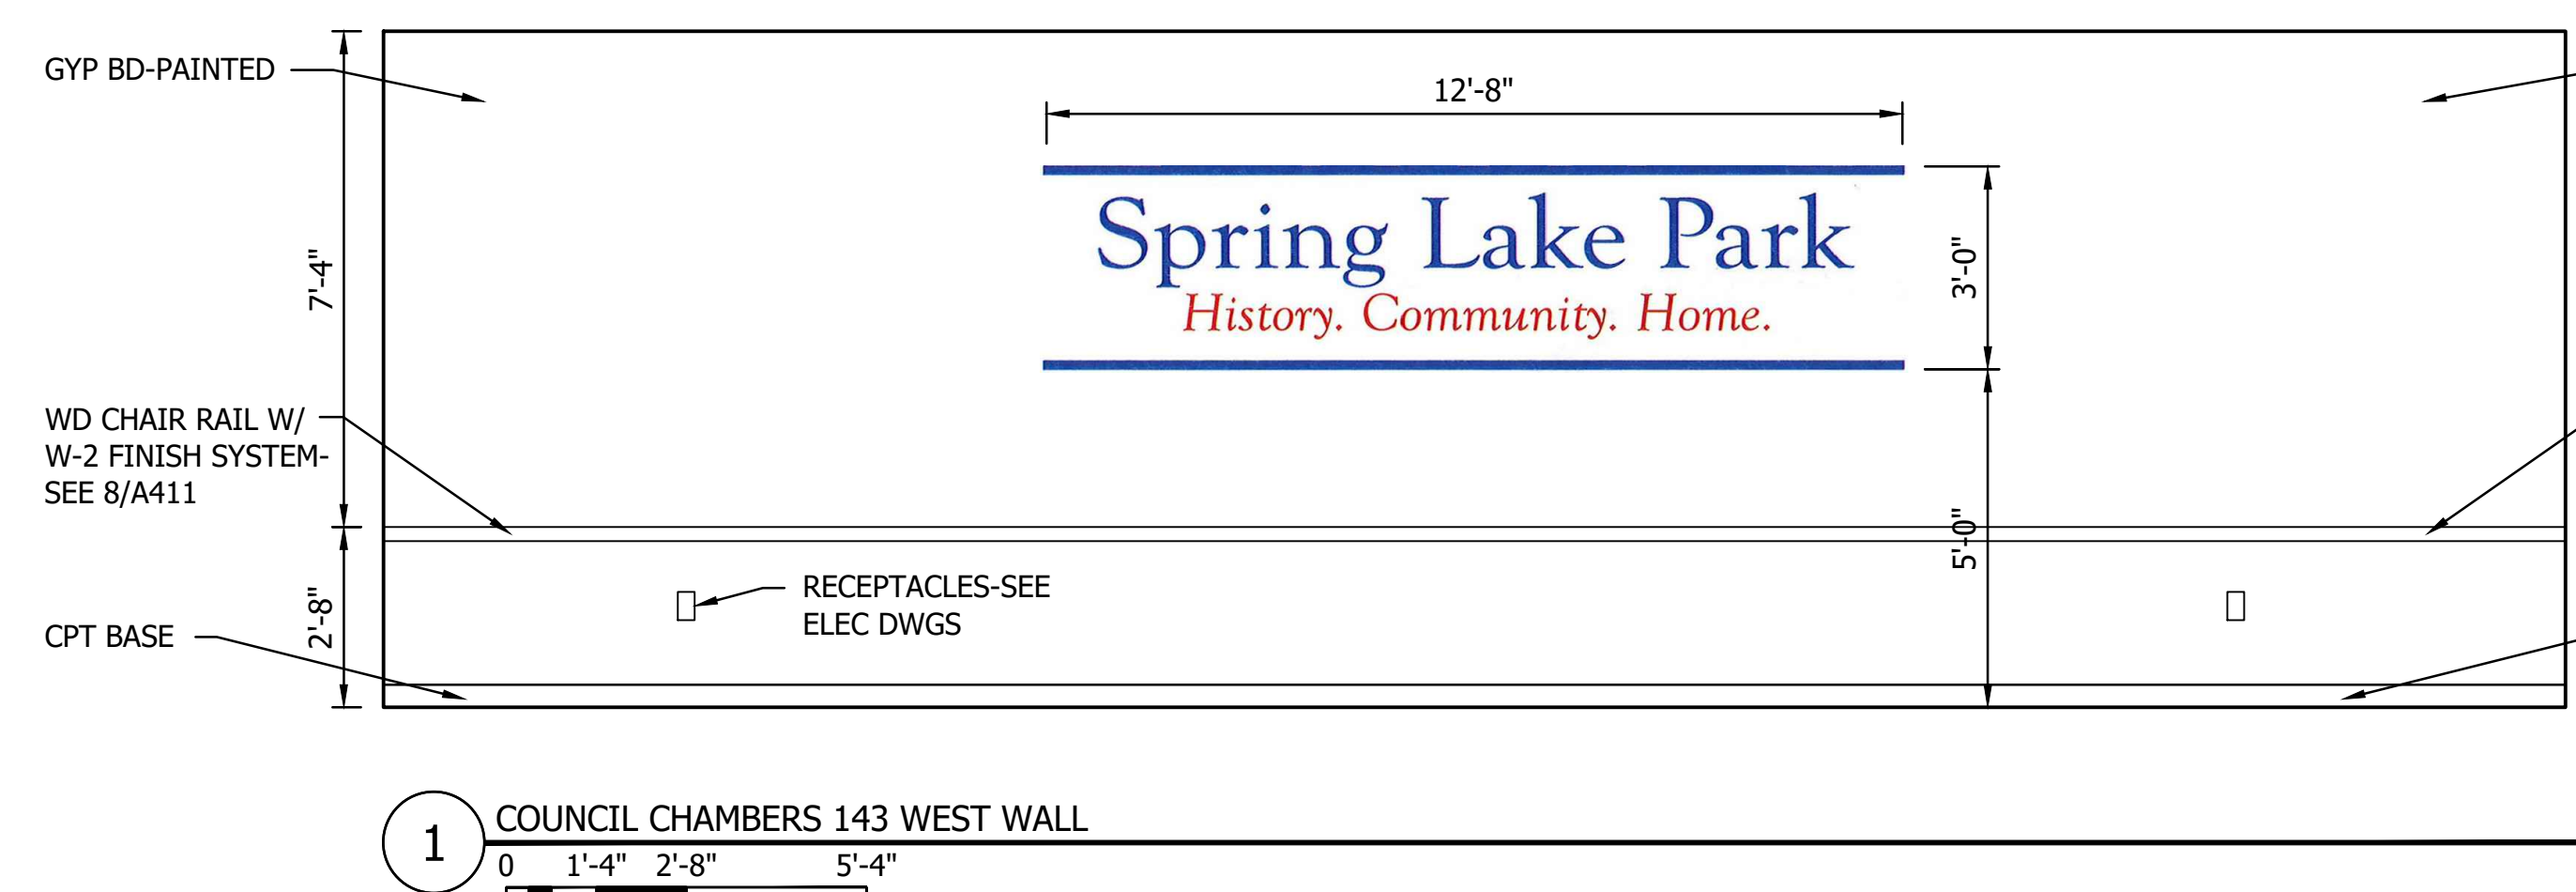 GYP BD-PAINTED
12'-8"
Spring Lake Park
History. Community. Home.
7'-4"
3'-0"
WD CHAIR RAIL W/
W-2 FINISH SYSTEM-
SEE 8/A411
5'-0"
RECEPTACLES-SEE
ELEC DWGS
2'-8"
CPT BASE
1
COUNCIL CHAMBERS 143 WEST WALL
0 1'-4" 2'-8" 5'-4"